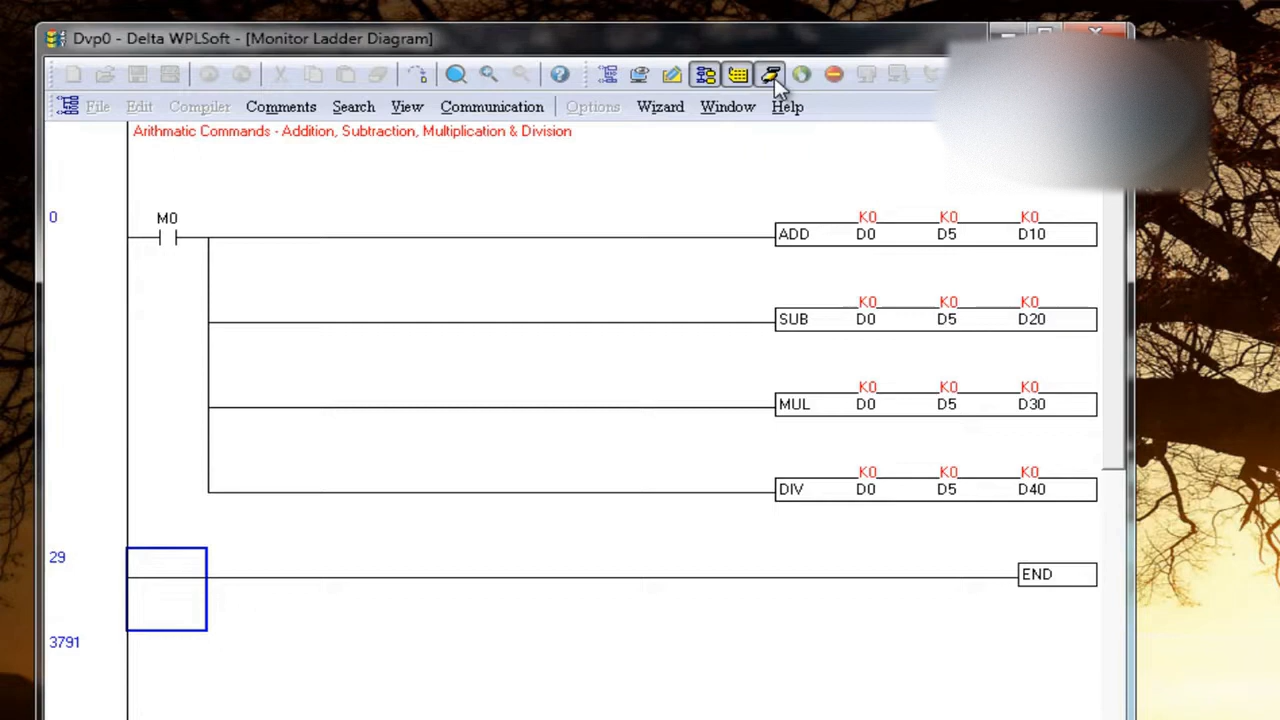 Dvp0 - Delta WPLSoft - [Monitor Ladder Diagram]
File Edit Compiler Comments Search View Communication Options Wizard Window Help
Arithmatic Commands - Addition, Subtraction, Multiplication & Division
0
M0
K0 K0 K0
ADD D0 D5 D10
K0 K0 K0
SUB D0 D5 D20
K0 K0 K0
MUL D0 D5 D30
K0 K0 K0
DIV D0 D5 D40
29
END
3791